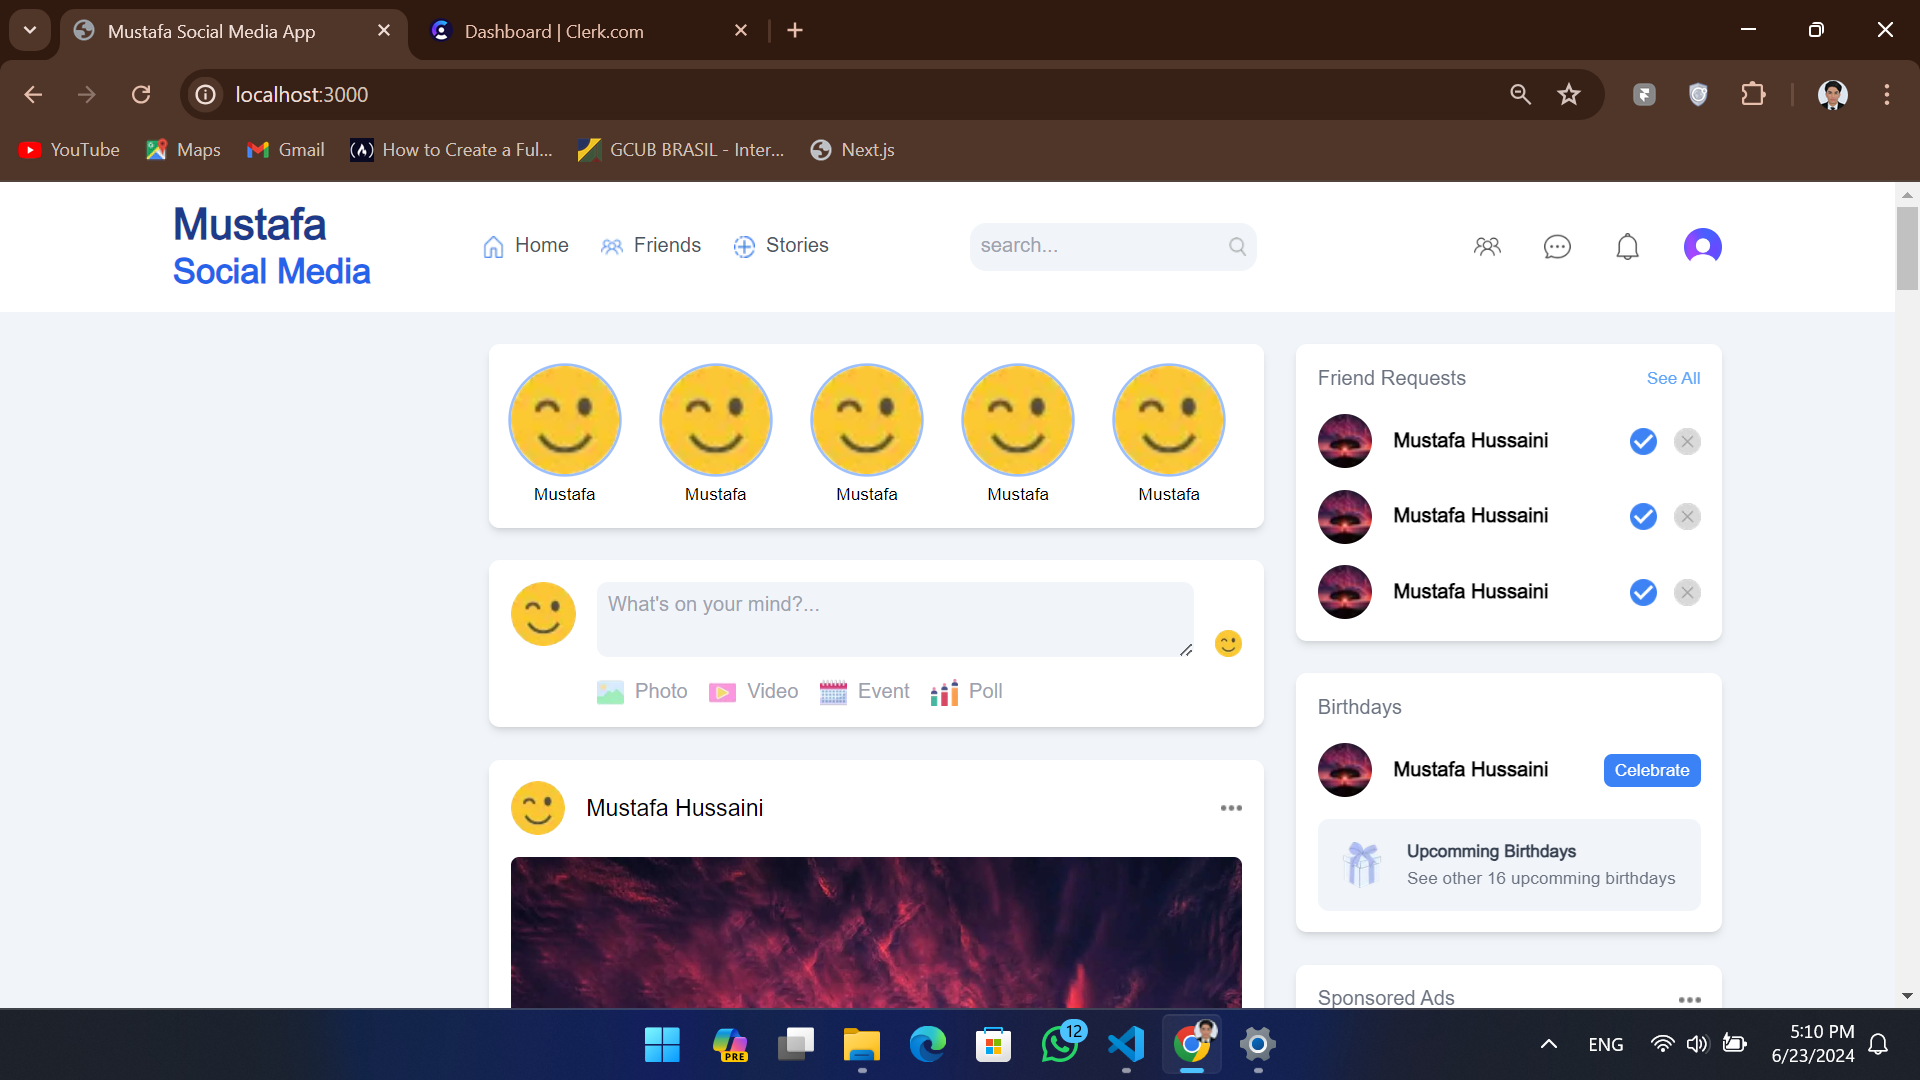 Mustafa Social Media App
Dashboard | Clerk.com
localhost:3000
YouTube
Maps
Gmail
How to Create a Ful...
GCUB BRASIL - Inter...
Next.js
Mustafa
Social Media
Home
Friends
Stories
search...
Mustafa
Mustafa
Mustafa
Mustafa
Mustafa
What's on your mind?...
Photo
Video
Event
Poll
Mustafa Hussaini
Friend Requests
See All
Mustafa Hussaini
Mustafa Hussaini
Mustafa Hussaini
Birthdays
Mustafa Hussaini
Celebrate
Upcomming Birthdays
See other 16 upcomming birthdays
Sponsored Ads
PRE
12
ENG
5:10 PM
6/23/2024